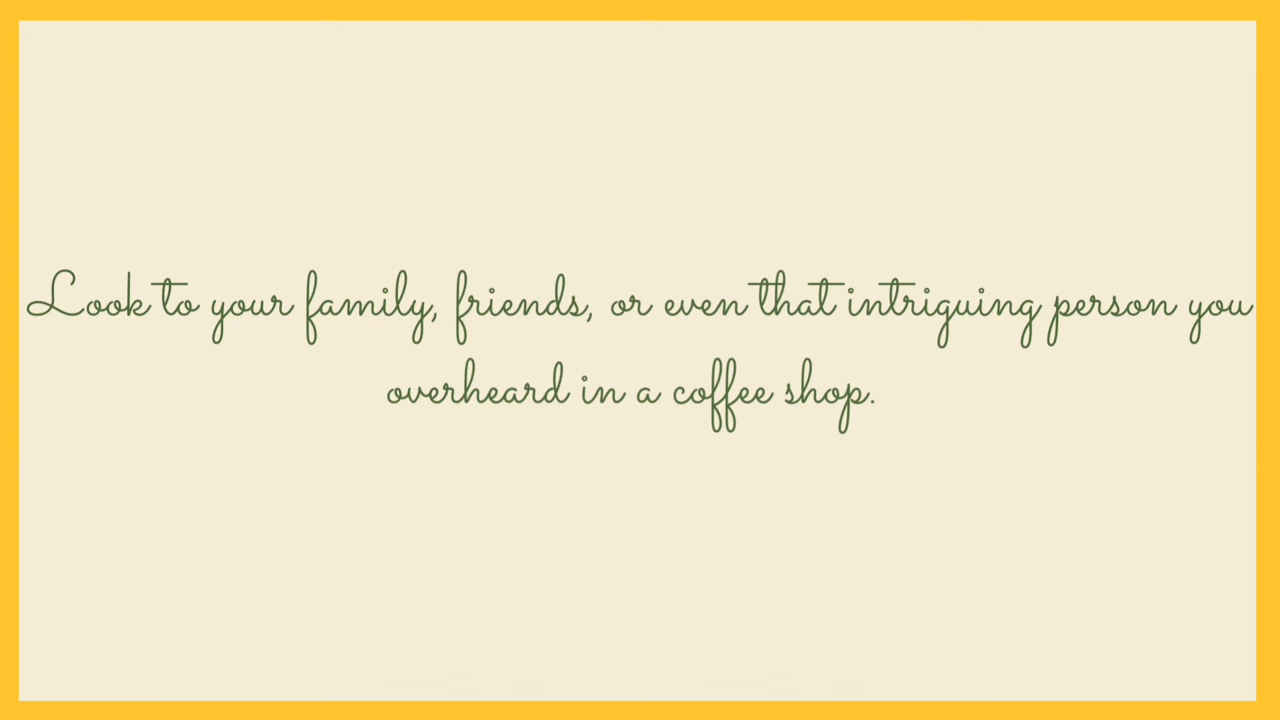 Look to your family, friends, or even that intriguing person you
overheard in a coffee shop.